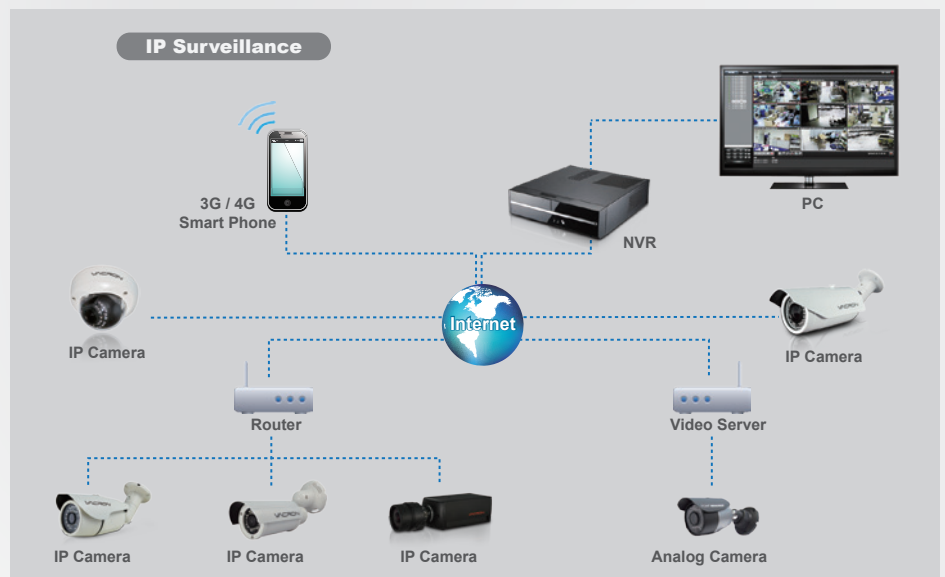 IP Surveillance
3G / 4G
Smart Phone
NVR
PC
IP Camera
Internet
IP Camera
Router
Video Server
IP Camera
IP Camera
IP Camera
Analog Camera